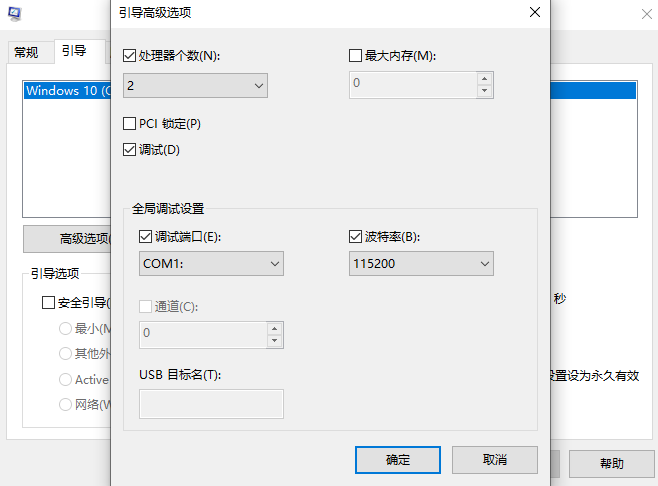 引导高级选项
常规
引导
Windows 10 (C
处理器个数(N):
最大内存(M):
2
0
PCI 锁定(P)
调试(D)
高级选项(
全局调试设置
调试端口(E):
波特率(B):
COM1:
115200
引导选项
安全引导(
最小(M
其他外
Active
网络(W
通道(C):
0
秒
USB 目标名(T):
设置设为永久有效
确定
取消
帮助